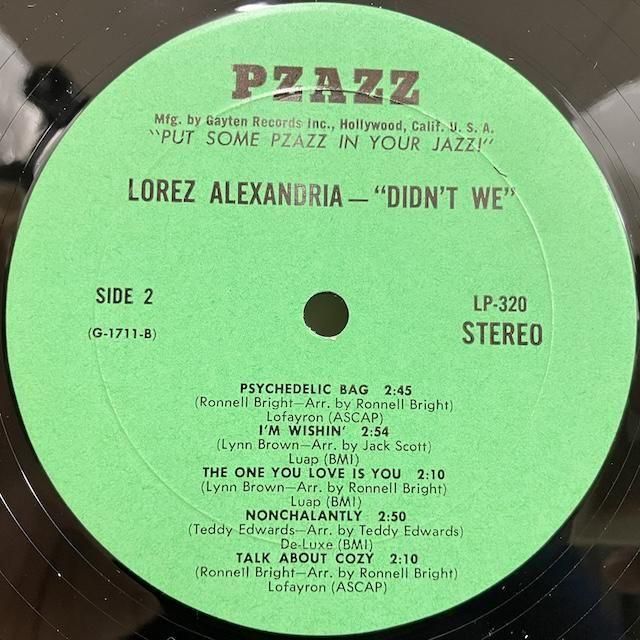 PZAZZ
Mfg. by Gayten Records Inc., Hollywood, Calif. U. S. A.
"PUT SOME PZAZZ IN YOUR JAZZ!"
LOREZ ALEXANDRIA — "DIDN'T WE"
SIDE 2
LP-320
(G-1711-B)
STEREO
PSYCHEDELIC BAG 2:45
(Ronnell Bright—Arr. by Ronnell Bright)
Lofayron (ASCAP)
I'M WISHIN' 2:54
(Lynn Brown—Arr. by Jack Scott)
Luap (BMI)
THE ONE YOU LOVE IS YOU 2:10
(Lynn Brown—Arr. by Ronnell Bright)
Luap (BMI)
NONCHALANTLY 2:50
(Teddy Edwards—Arr. by Teddy Edwards)
De-Luxe (BMI)
TALK ABOUT COZY 2:10
(Ronnell Bright—Arr. by Ronnell Bright)
Lofayron (ASCAP)